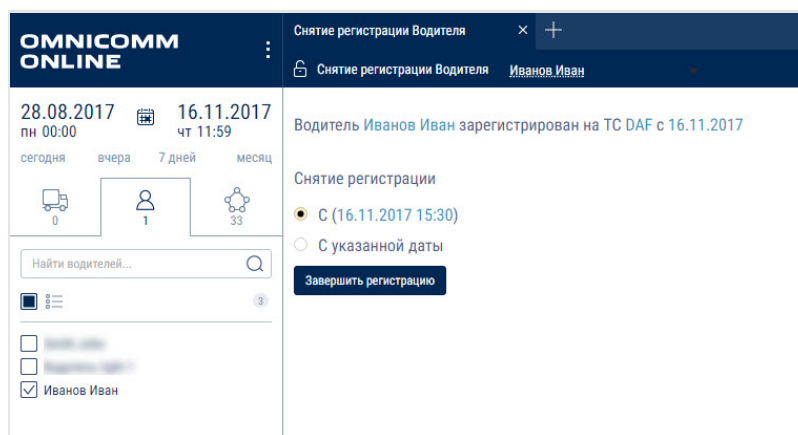 OMNICOMM
ONLINE
28.08.2017
16.11.2017
пн 00:00
чт 11:59
сегодня вчера 7 дней месяц
0
1
33
Найти водителей...
3
Иванов Иван
Снятие регистрации Водителя
Снятие регистрации Водителя Иванов Иван
Водитель Иванов Иван зарегистрирован на ТС DAF с 16.11.2017
Снятие регистрации
С (16.11.2017 15:30)
С указанной даты
Завершить регистрацию